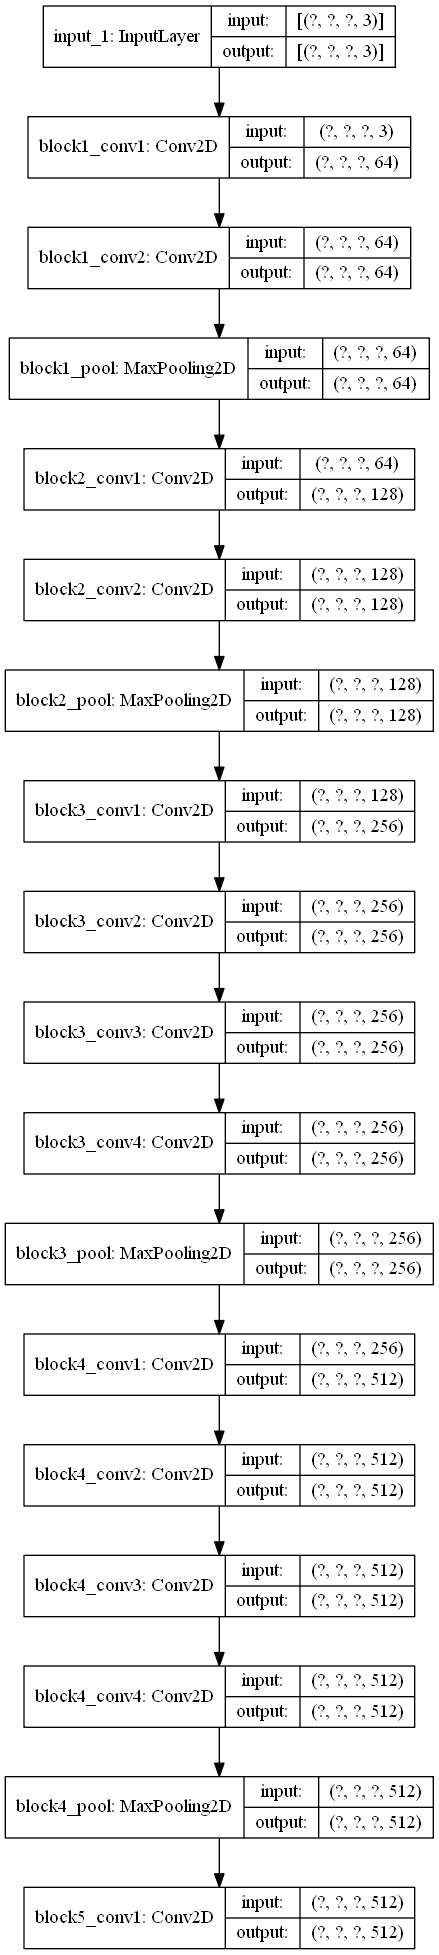 input_1: InputLayer
input: [(?, ?, ?, 3)]
output: [(?, ?, ?, 3)]
block1_conv1: Conv2D
input: (?, ?, ?, 3)
output: (?, ?, ?, 64)
block1_conv2: Conv2D
input: (?, ?, ?, 64)
output: (?, ?, ?, 64)
block1_pool: MaxPooling2D
input: (?, ?, ?, 64)
output: (?, ?, ?, 64)
block2_conv1: Conv2D
input: (?, ?, ?, 64)
output: (?, ?, ?, 128)
block2_conv2: Conv2D
input: (?, ?, ?, 128)
output: (?, ?, ?, 128)
block2_pool: MaxPooling2D
input: (?, ?, ?, 128)
output: (?, ?, ?, 128)
block3_conv1: Conv2D
input: (?, ?, ?, 128)
output: (?, ?, ?, 256)
block3_conv2: Conv2D
input: (?, ?, ?, 256)
output: (?, ?, ?, 256)
block3_conv3: Conv2D
input: (?, ?, ?, 256)
output: (?, ?, ?, 256)
block3_conv4: Conv2D
input: (?, ?, ?, 256)
output: (?, ?, ?, 256)
block3_pool: MaxPooling2D
input: (?, ?, ?, 256)
output: (?, ?, ?, 256)
block4_conv1: Conv2D
input: (?, ?, ?, 256)
output: (?, ?, ?, 512)
block4_conv2: Conv2D
input: (?, ?, ?, 512)
output: (?, ?, ?, 512)
block4_conv3: Conv2D
input: (?, ?, ?, 512)
output: (?, ?, ?, 512)
block4_conv4: Conv2D
input: (?, ?, ?, 512)
output: (?, ?, ?, 512)
block4_pool: MaxPooling2D
input: (?, ?, ?, 512)
output: (?, ?, ?, 512)
block5_conv1: Conv2D
input: (?, ?, ?, 512)
output: (?, ?, ?, 512)